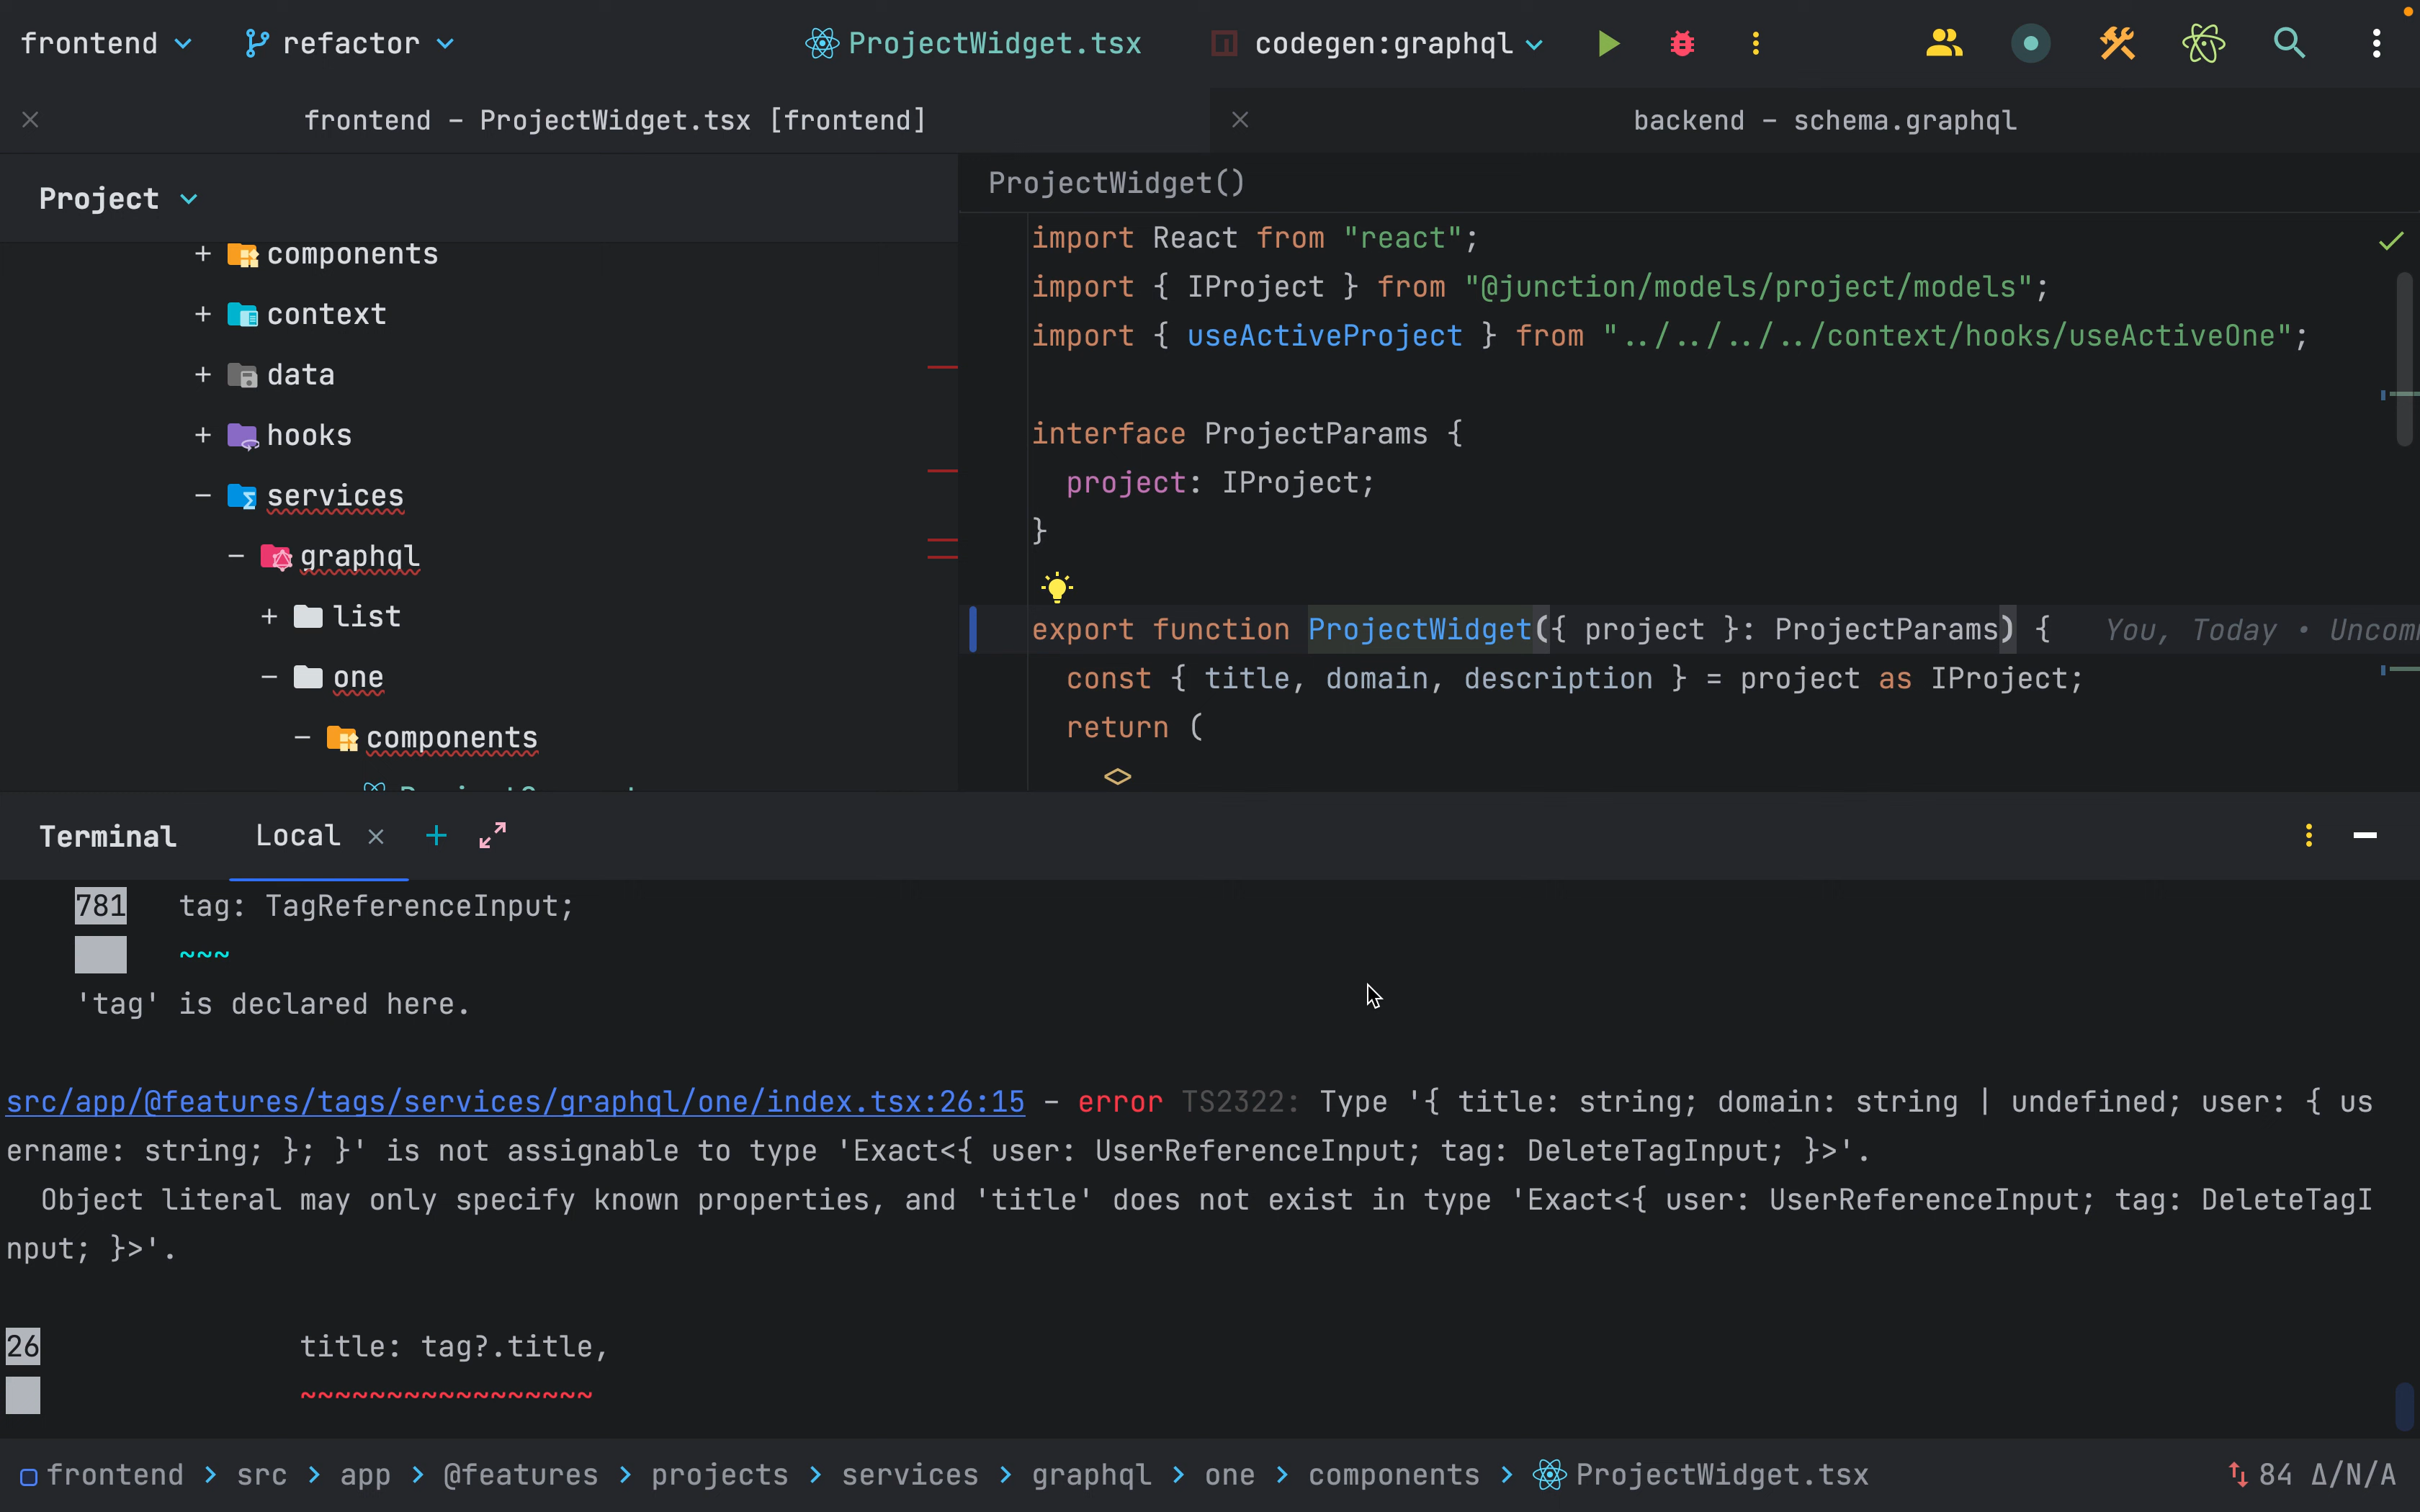 frontend
refactor
ProjectWidget.tsx
codegen:graphql
frontend – ProjectWidget.tsx [frontend]
backend – schema.graphql
Project
components
context
data
hooks
services
graphql
list
one
components
ProjectWidget()
import React from "react";
import { IProject } from "@junction/models/project/models";
import { useActiveProject } from "../../../../context/hooks/useActiveOne";
interface ProjectParams {
project: IProject;
}
export function ProjectWidget({ project }: ProjectParams) { You, Today • Uncom
const { title, domain, description } = project as IProject;
return (
<>
Terminal
Local
781 tag: TagReferenceInput;
~~~
'tag' is declared here.
src/app/@features/tags/services/graphql/one/index.tsx:26:15 - error TS2322: Type '{ title: string; domain: string | undefined; user: { us
ername: string; }; }' is not assignable to type 'Exact<{ user: UserReferenceInput; tag: DeleteTagInput; }>'.
Object literal may only specify known properties, and 'title' does not exist in type 'Exact<{ user: UserReferenceInput; tag: DeleteTagI
nput; }>'.
26 title: tag?.title,
~~~~~~~~~~~~~~~~~
frontend > src > app > @features > projects > services > graphql > one > components > ProjectWidget.tsx
84 Δ/N/A